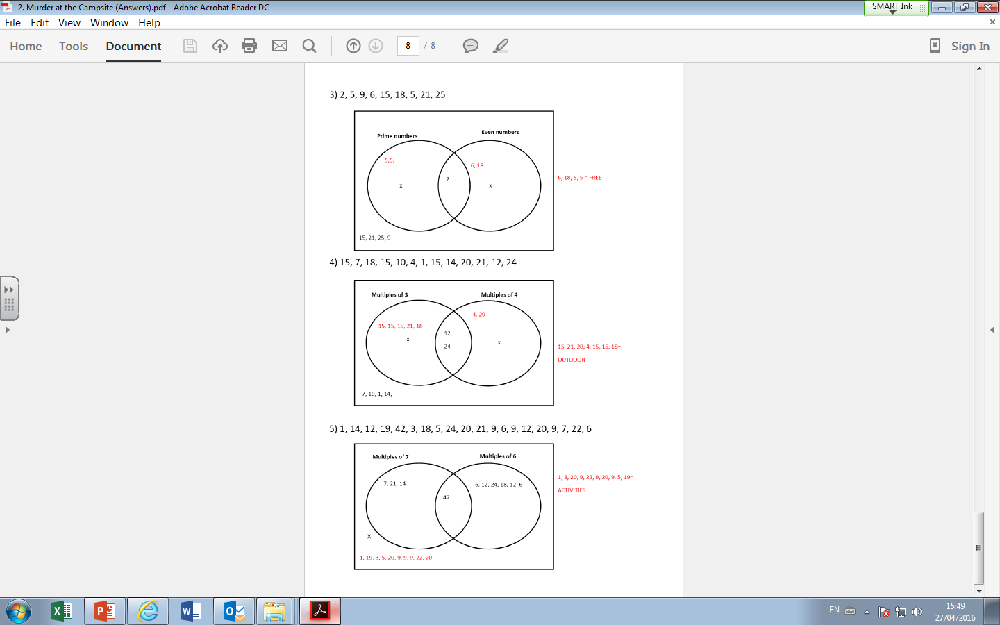 2. Murder at the Campsite (Answers).pdf - Adobe Acrobat Reader DC
SMART Ink
File Edit View Window Help
Home Tools Document 8 / 8 Sign In
3) 2, 5, 9, 6, 15, 18, 5, 21, 25
Prime numbers Even numbers
5,5,
6, 18
2
6, 18, 5, 5 = FREE
x x
15, 21, 25, 9
4) 15, 7, 18, 15, 10, 4, 1, 15, 14, 20, 21, 12, 24
Multiples of 3 Multiples of 4
4, 20
15, 15, 15, 21, 18
12
x x
24
15, 21, 20, 4, 15, 15, 18=
OUTDOOR
7, 10, 1, 14,
5) 1, 14, 12, 19, 42, 3, 18, 5, 24, 20, 21, 9, 6, 9, 12, 20, 9, 7, 22, 6
Multiples of 7 Multiples of 6
7, 21, 14 6, 12, 24, 18, 12, 6
42
1, 3, 20, 9, 22, 9, 20, 9, 5, 19=
ACTIVITIES
X
1, 19, 3, 5, 20, 9, 9, 9, 22, 20
EN
15:49
27/04/2016